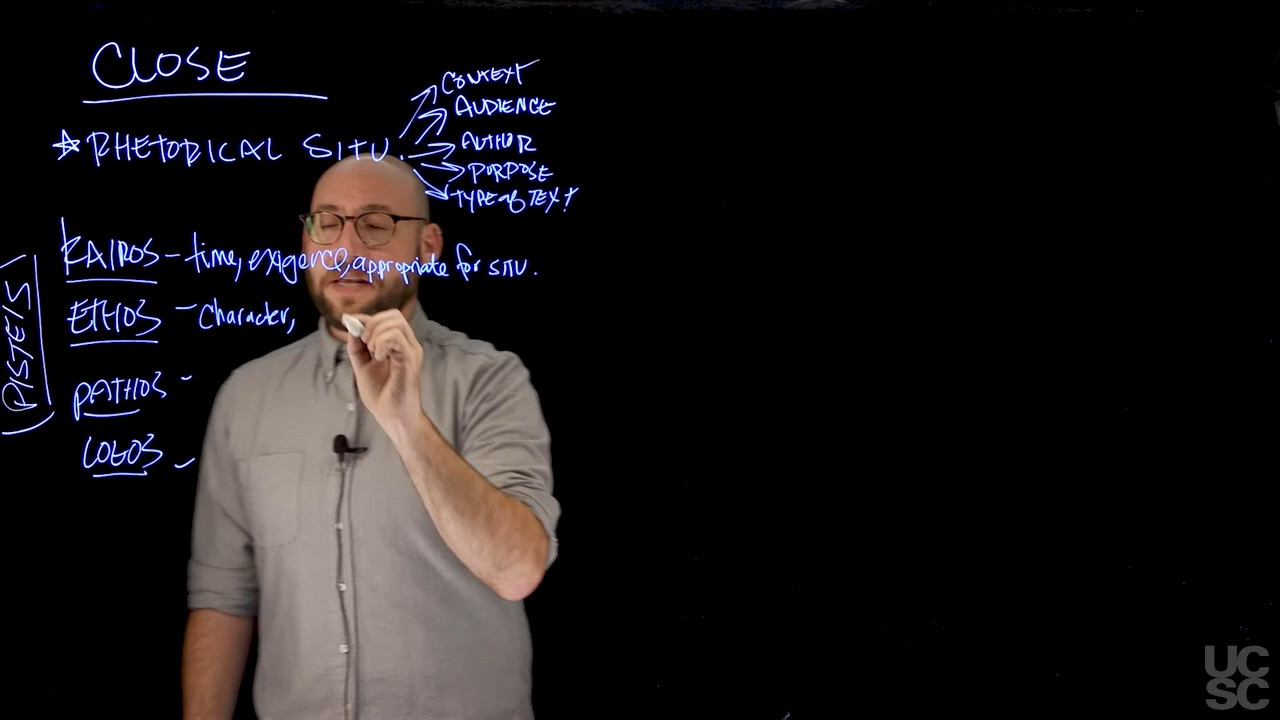 CLOSE
☆ RHETORICAL SITU.
CONTEXT
AUDIENCE
AUTHOR
PURPOSE
TYPE of TEXT
PISTEIS
KAIROS - time, exigence, appropriate for situ.
ETHOS - Character,
PATHOS -
LOGOS -
UC
SC